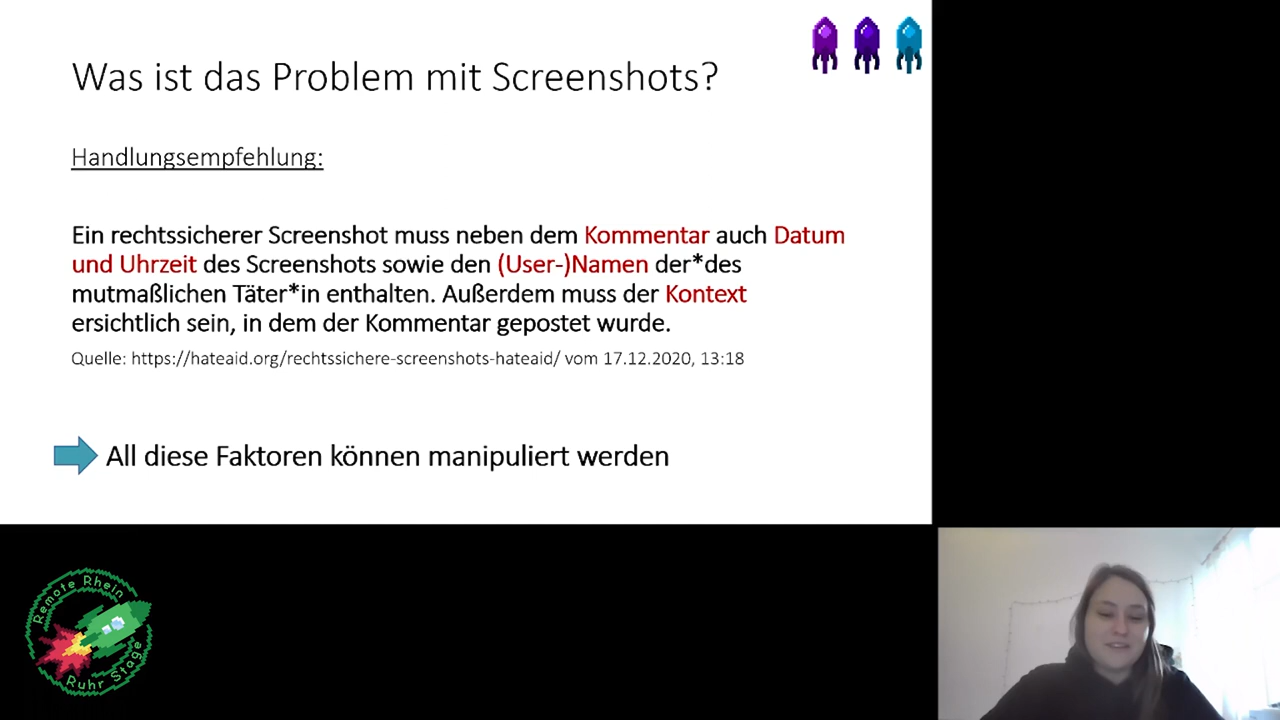 Was ist das Problem mit Screenshots?
Handlungsempfehlung:
Ein rechtssicherer Screenshot muss neben dem Kommentar auch Datum
und Uhrzeit des Screenshots sowie den (User-)Namen der*des
mutmaßlichen Täter*in enthalten. Außerdem muss der Kontext
ersichtlich sein, in dem der Kommentar gepostet wurde.
Quelle: https://hateaid.org/rechtssichere-screenshots-hateaid/ vom 17.12.2020, 13:18
All diese Faktoren können manipuliert werden
Remote Rhein
Ruhr Stage